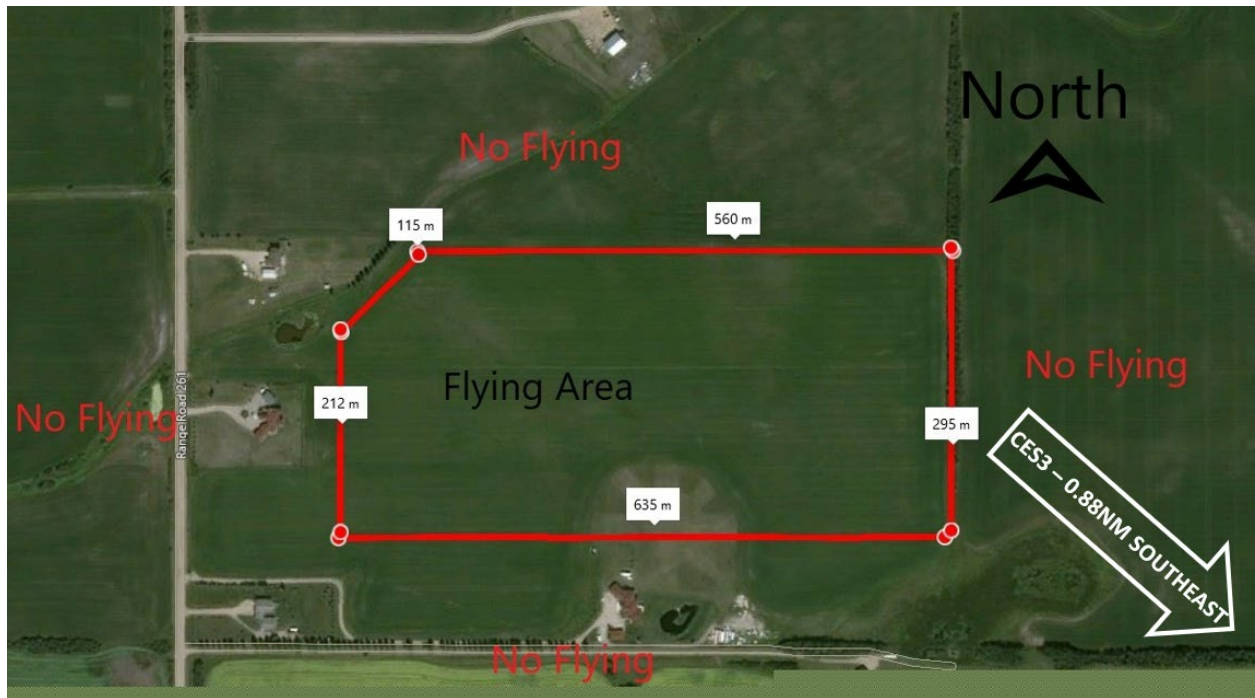 North
No Flying
115 m
560 m
No Flying
Flying Area
212 m
No Flying
Range Road 261
295 m
CES3 – 0.88NM SOUTHEAST
635 m
No Flying